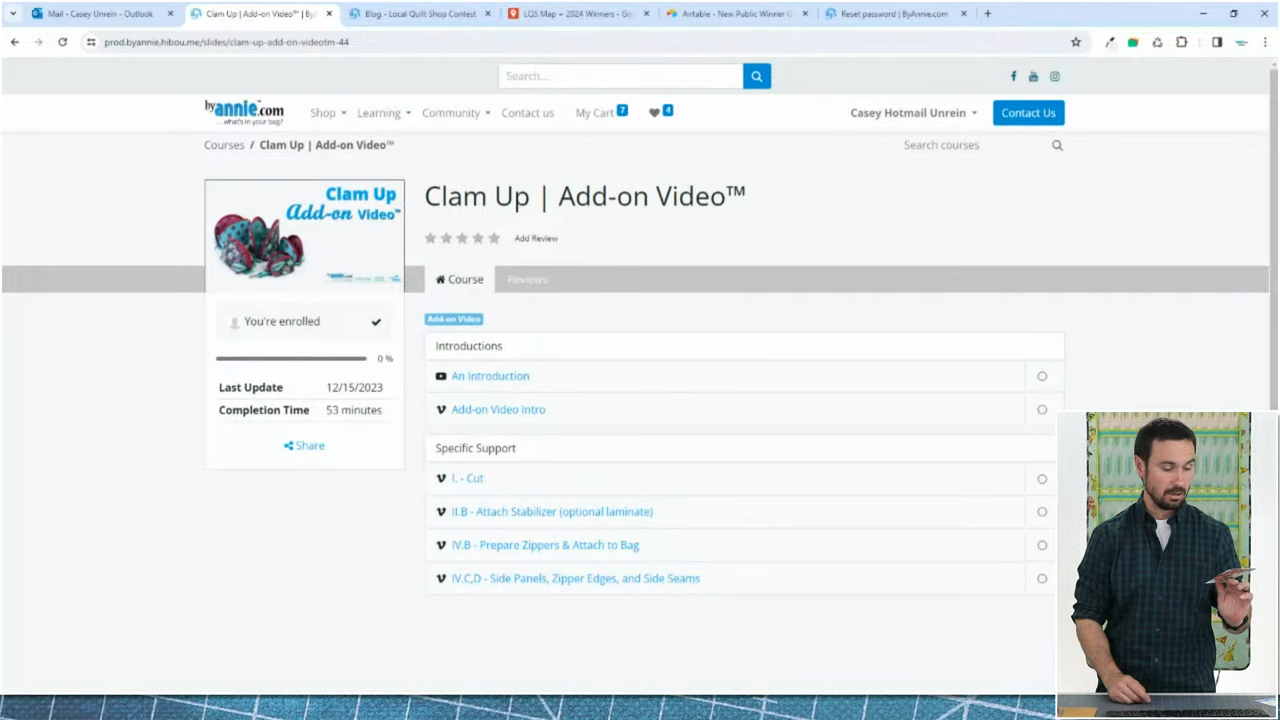 Mail - Casey Unrein - Outlook
Clam Up | Add-on Video™ | By
Blog - Local Quilt Shop Contest
LQS Map ~ 2024 Winners - Go
Airtable - New Public Winner
Reset password | ByAnnie.com
prod.byannie.hibou.me/slides/clam-up-add-on-videotm-44
Search...
byannie.com
...what's in your bag?
Shop
Learning
Community
Contact us
My Cart 7
4
Casey Hotmail Unrein
Contact Us
Courses / Clam Up | Add-on Video™
Search courses
Clam Up
Add-on Video™
Clam Up | Add-on Video™
Add Review
Course
Reviews
You're enrolled
0 %
Last Update 12/15/2023
Completion Time 53 minutes
Share
Add-on Video
Introductions
An Introduction
Add-on Video Intro
Specific Support
I. - Cut
II.B - Attach Stabilizer (optional laminate)
IV.B - Prepare Zippers & Attach to Bag
IV.C,D - Side Panels, Zipper Edges, and Side Seams